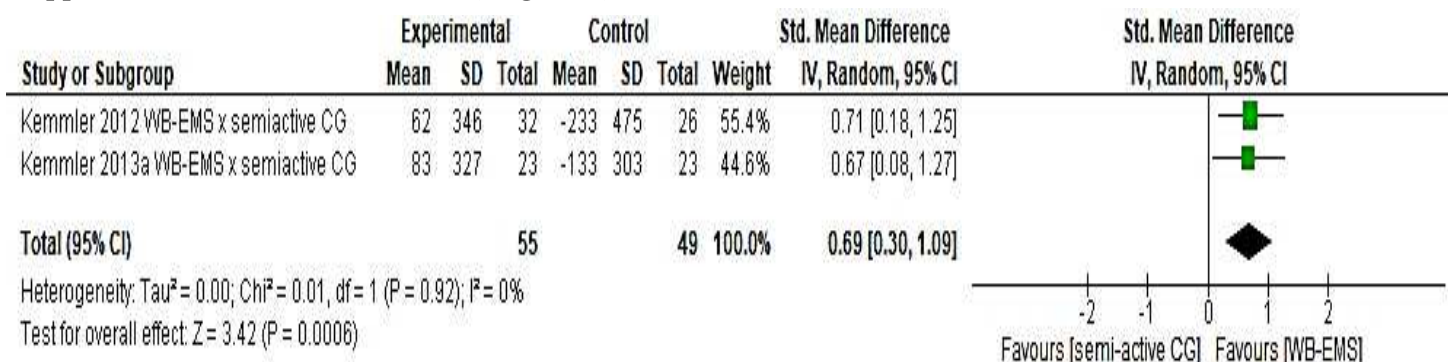 Experimental Control Std. Mean Difference Std. Mean Difference
Study or Subgroup Mean SD Total Mean SD Total Weight IV, Random, 95% CI IV, Random, 95% CI
Kemmler 2012 WB-EMS x semiactive CG 62 346 32 -233 475 26 55.4% 0.71 [0.18, 1.25]
Kemmler 2013a WB-EMS x semiactive CG 83 327 23 -133 303 23 44.6% 0.67 [0.08, 1.27]
Total (95% CI) 55 49 100.0% 0.69 [0.30, 1.09]
Heterogeneity: Tau² = 0.00; Chi² = 0.01, df = 1 (P = 0.92); I² = 0%
Test for overall effect: Z = 3.42 (P = 0.0006)
-2 -1 0 1 2
Favours [semi-active CG] Favours [WB-EMS]